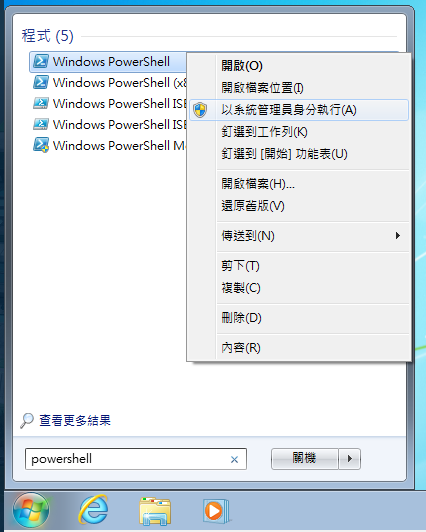 程式 (5)
Windows PowerShell
Windows PowerShell (x8
Windows PowerShell ISE
Windows PowerShell ISE
Windows PowerShell M
開啟(O)
開啟檔案位置(I)
以系統管理員身分執行(A)
釘選到工作列(K)
釘選到 [開始] 功能表(U)
開啟檔案(H)...
還原舊版(V)
傳送到(N)
剪下(T)
複製(C)
刪除(D)
內容(R)
查看更多結果
powershell
關機